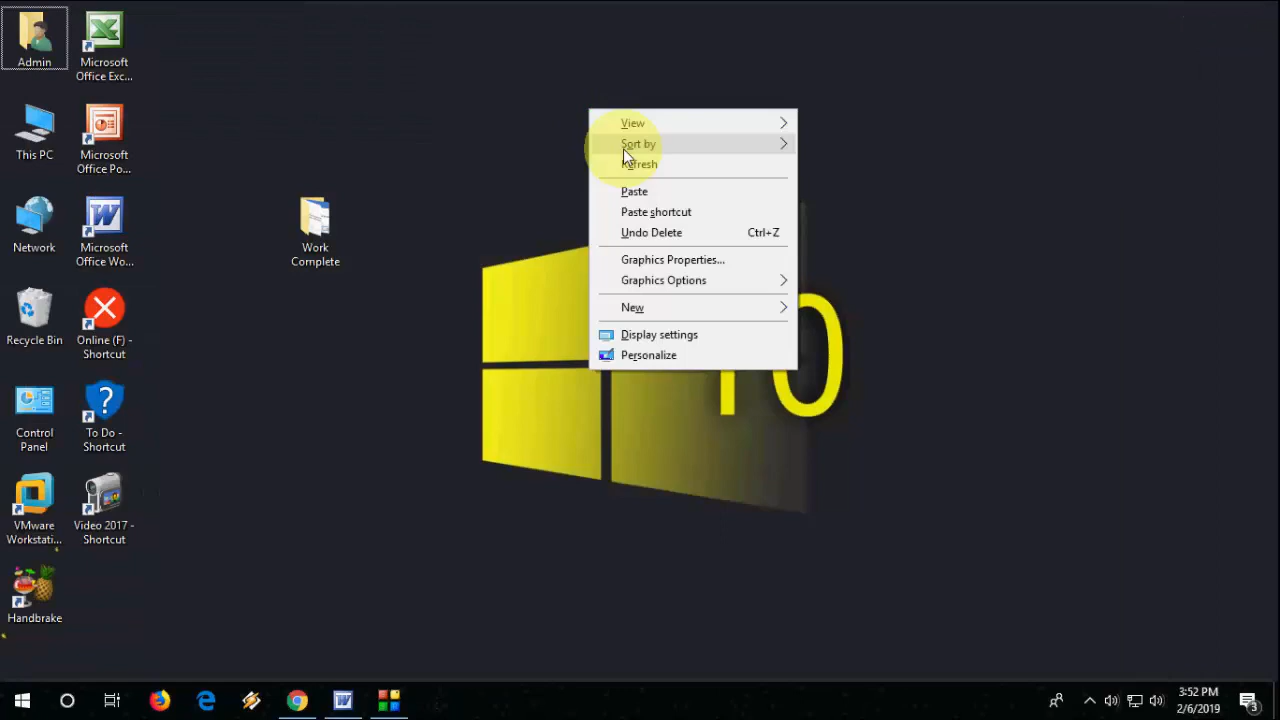 Admin
Microsoft
Office Exc...
This PC
Microsoft
Office Po...
Network
Microsoft
Office Wo...
Recycle Bin
Online (F) -
Shortcut
Control
Panel
To Do -
Shortcut
VMware
Workstati...
Video 2017 -
Shortcut
Handbrake
Work
Complete
View
Sort by
Refresh
Paste
Paste shortcut
Undo Delete Ctrl+Z
Graphics Properties...
Graphics Options
New
Display settings
Personalize
10
3:52 PM
2/6/2019
3